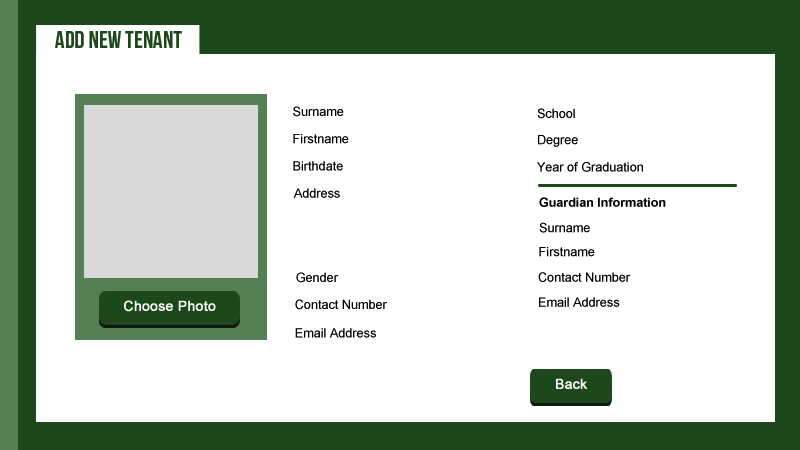 ADD NEW TENANT
Choose Photo
Surname
Firstname
Birthdate
Address
Gender
Contact Number
Email Address
School
Degree
Year of Graduation
Guardian Information
Surname
Firstname
Contact Number
Email Address
Back